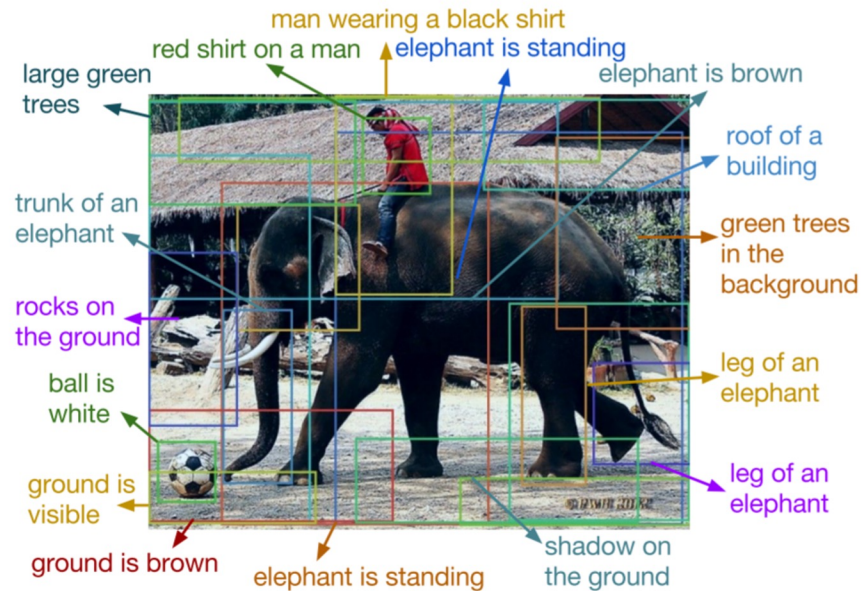 man wearing a black shirt
red shirt on a man
elephant is standing
large green
trees
elephant is brown
roof of a
building
trunk of an
elephant
green trees
in the
background
rocks on
the ground
leg of an
elephant
ball is
white
leg of an
elephant
ground is
visible
shadow on
the ground
ground is brown
elephant is standing